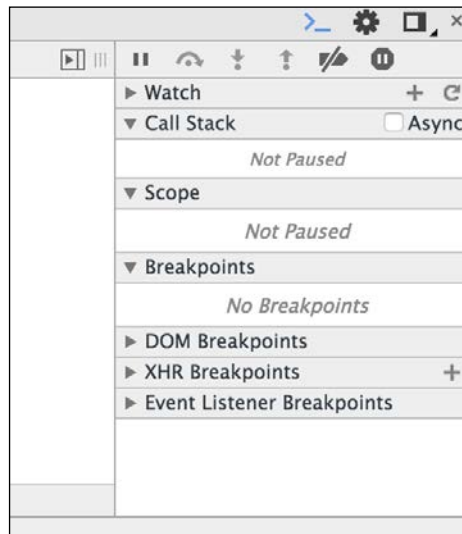 Watch
Call Stack Async
Not Paused
Scope
Not Paused
Breakpoints
No Breakpoints
DOM Breakpoints
XHR Breakpoints
Event Listener Breakpoints